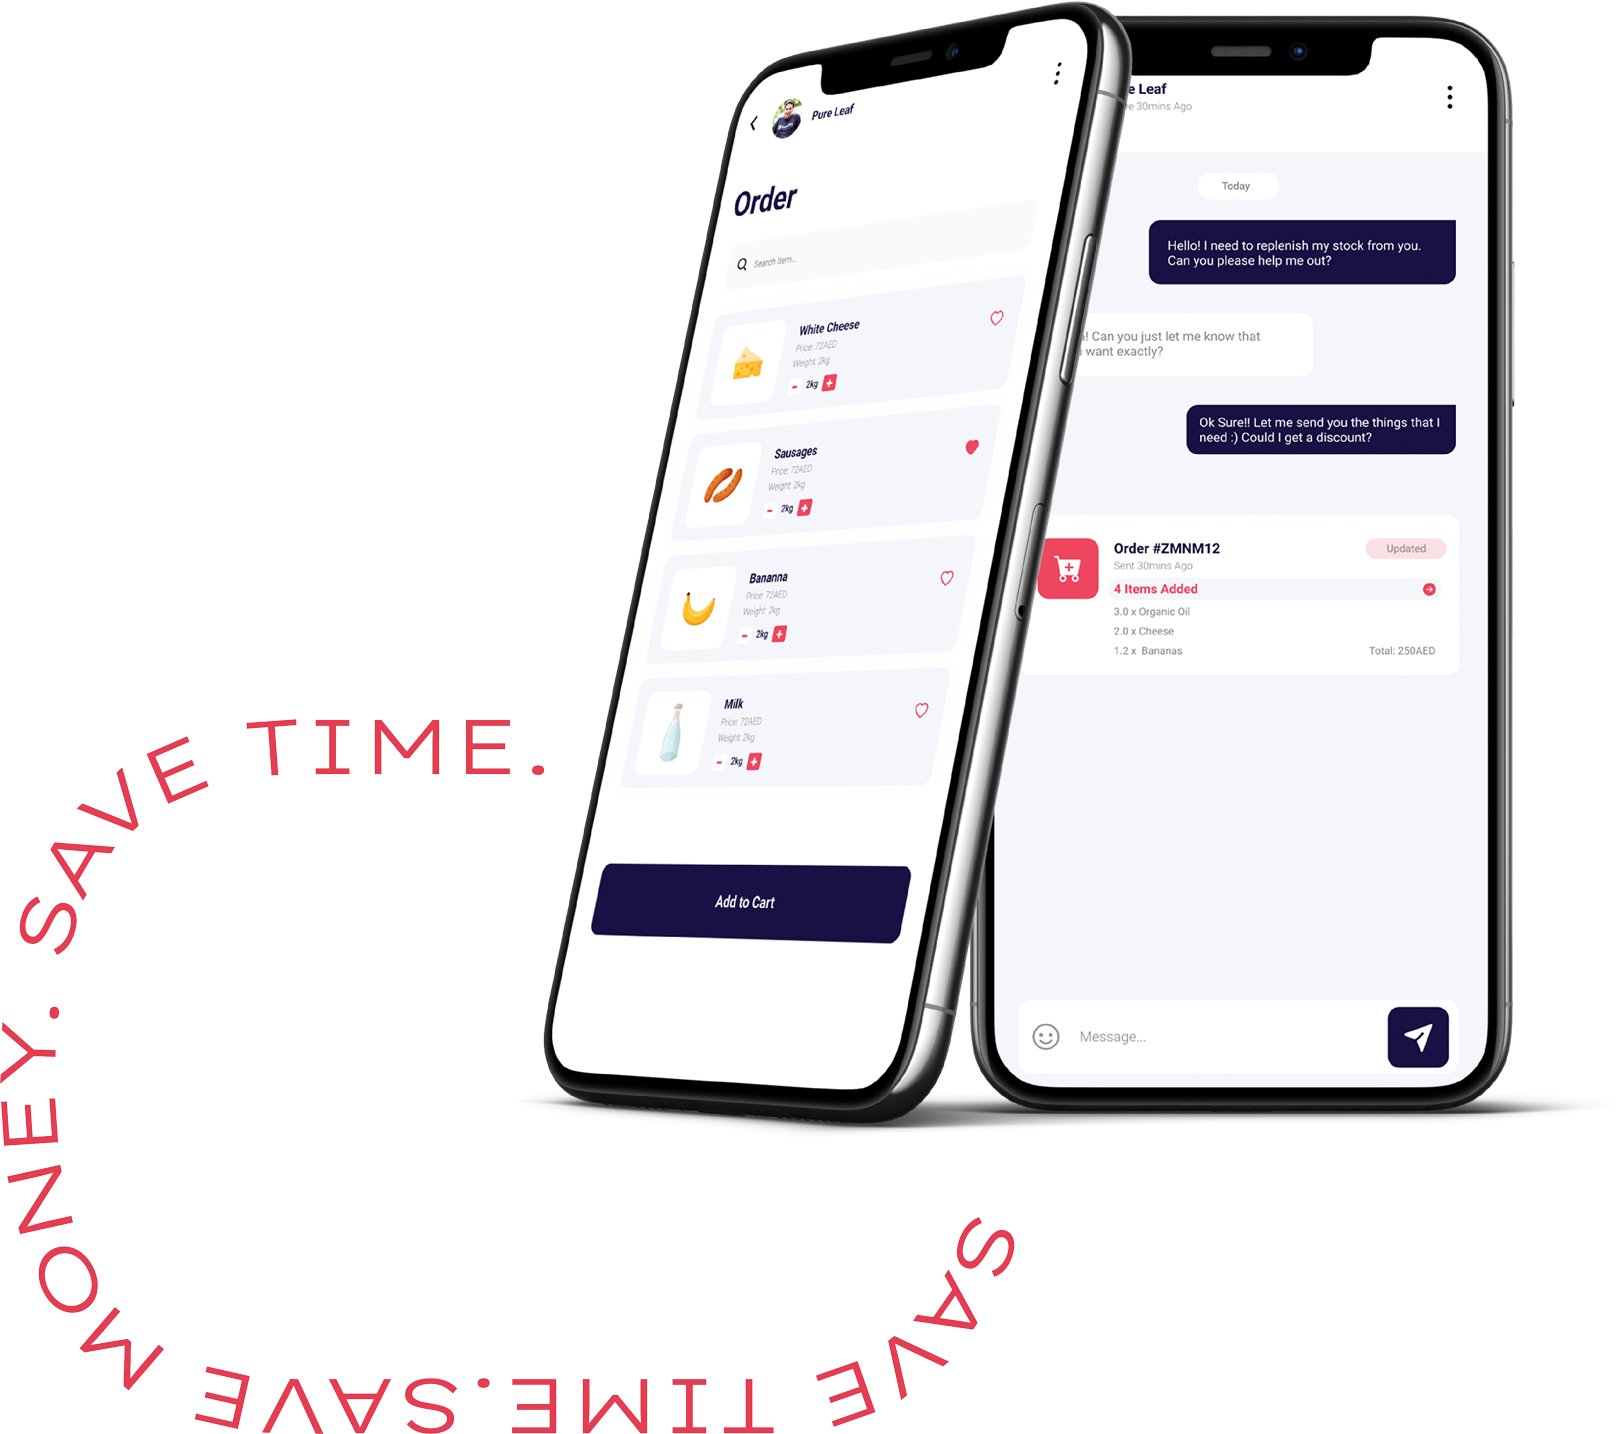 Pure Leaf
Order
Search Item...
White Cheese
Price: 72AED
Weight: 2kg
- 2kg +
Sausages
Price: 72AED
Weight: 2kg
- 2kg +
Bananna
Price: 72AED
Weight: 2kg
- 2kg +
Milk
Price: 72AED
Weight: 2kg
- 2kg +
Add to Cart
e Leaf
30mins Ago
Today
Hello! I need to replenish my stock from you.
Can you please help me out?
! Can you just let me know that
want exactly?
Ok Sure!! Let me send you the things that I
need :) Could I get a discount?
Order #ZMNM12
Updated
Sent 30mins Ago
4 Items Added
3.0 x Organic Oil
2.0 x Cheese
1.2 x Bananas
Total: 250AED
Message...
SAVE TIME.SAVE MONEY. SAVE TIME.